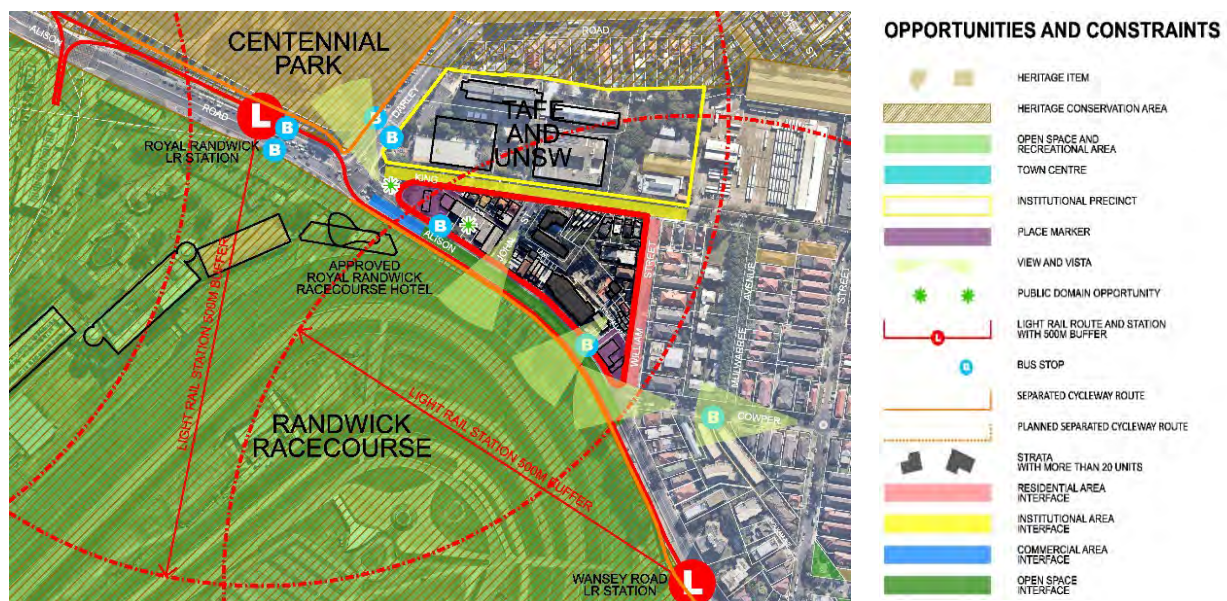 CENTENNIAL
PARK
ALISON
ROAD
ROAD
DARLEY
TAFE
AND
UNSW
L
B
B
B
B
ROYAL RANDWICK
LR STATION
KING
B
ALISON
JOHN
ST
APPROVED
ROYAL RANDWICK
RACECOURSE HOTEL
STREET
WILLIAM
AVENUE
MULWARREE
STREET
B
B
COWPER
LIGHT RAIL STATION 500M BUFFER
LIGHT RAIL STATION 500M BUFFER
RANDWICK
RACECOURSE
WANSEY ROAD
LR STATION
L
OPPORTUNITIES AND CONSTRAINTS
HERITAGE ITEM
HERITAGE CONSERVATION AREA
OPEN SPACE AND
RECREATIONAL AREA
TOWN CENTRE
INSTITUTIONAL PRECINCT
PLACE MARKER
VIEW AND VISTA
PUBLIC DOMAIN OPPORTUNITY
L
LIGHT RAIL ROUTE AND STATION
WITH 500M BUFFER
B
BUS STOP
SEPARATED CYCLEWAY ROUTE
PLANNED SEPARATED CYCLEWAY ROUTE
STRATA
WITH MORE THAN 20 UNITS
RESIDENTIAL AREA
INTERFACE
INSTITUTIONAL AREA
INTERFACE
COMMERCIAL AREA
INTERFACE
OPEN SPACE
INTERFACE